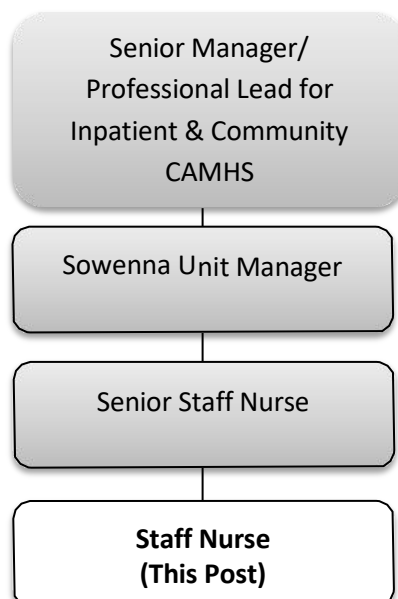 Senior Manager/
Professional Lead for
Inpatient & Community
CAMHS
Sowenna Unit Manager
Senior Staff Nurse
Staff Nurse
(This Post)